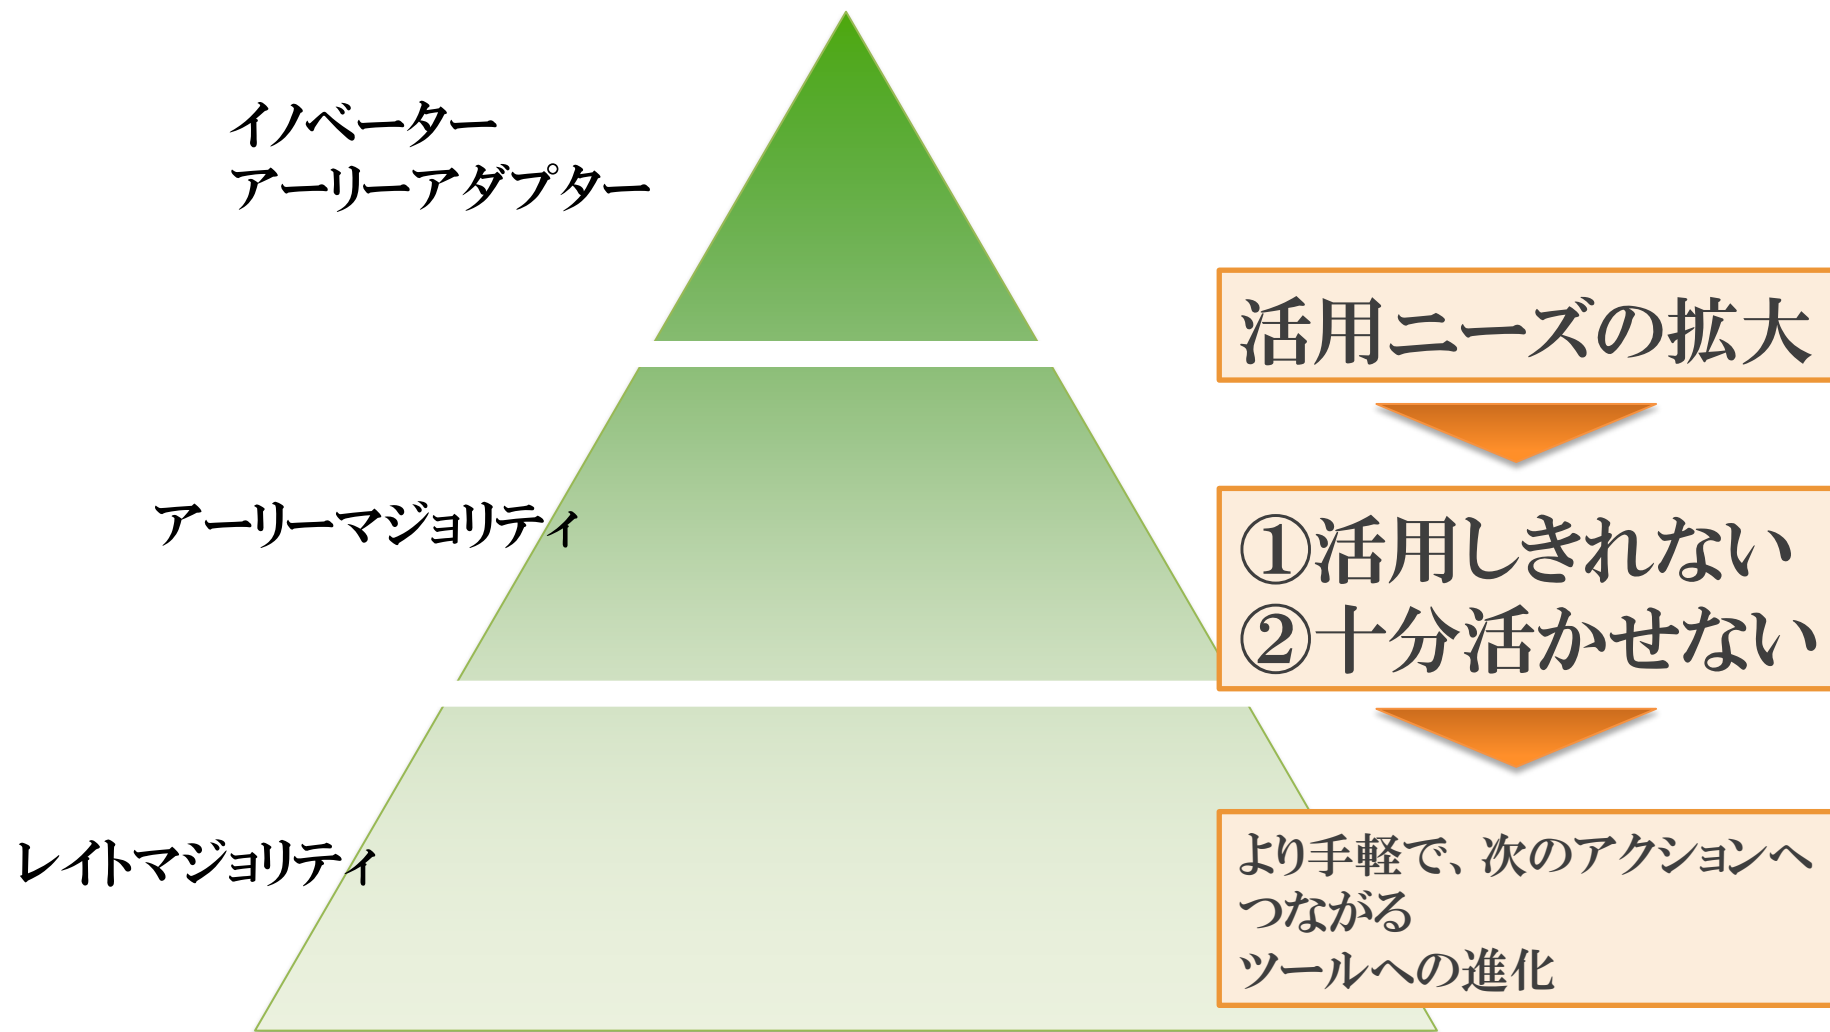 イノベーター
アーリーアダプター
活用ニーズの拡大
アーリーマジョリティ
①活用しきれない
②十分活かせない
レイトマジョリティ
より手軽で、次のアクションへ
つながる
ツールへの進化